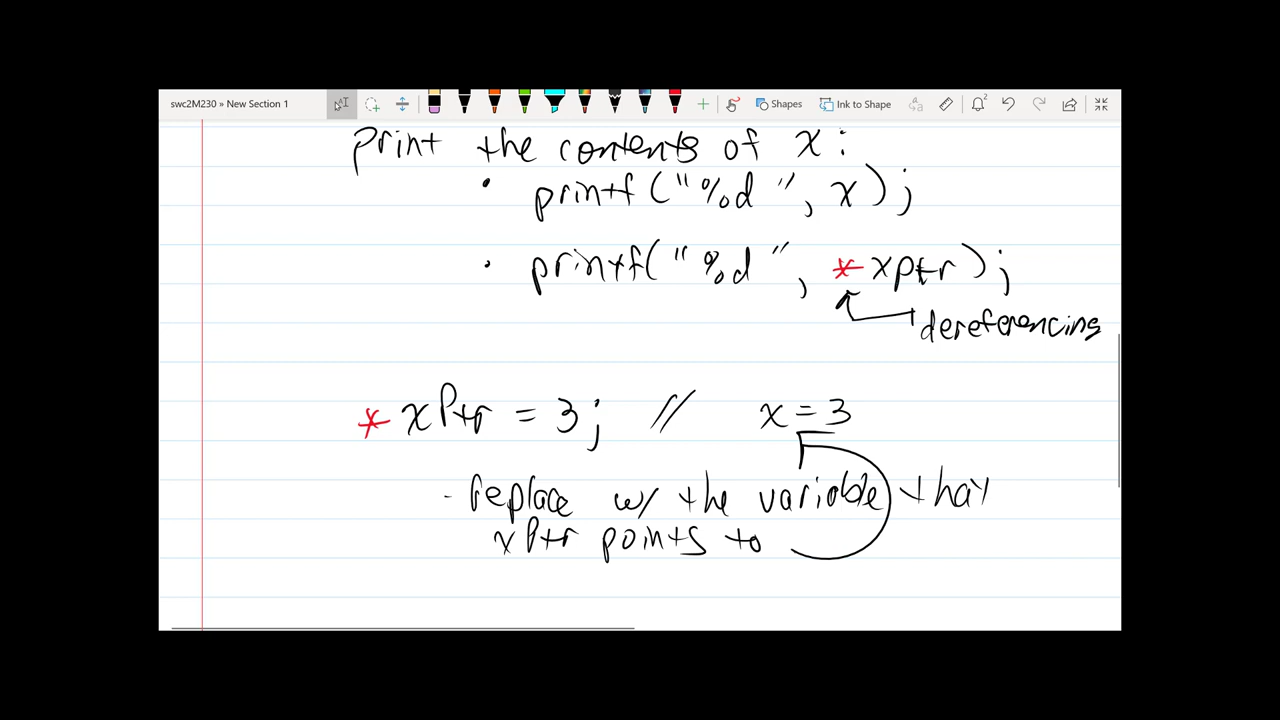 swc2M230 » New Section 1
Shapes
Ink to Shape
2
print the contents of x:
• printf("%d", x);
• printf("%d", *xptr);
dereferencing
*xPtr = 3; // x = 3
- replace w/ the variable that
xPtr points to